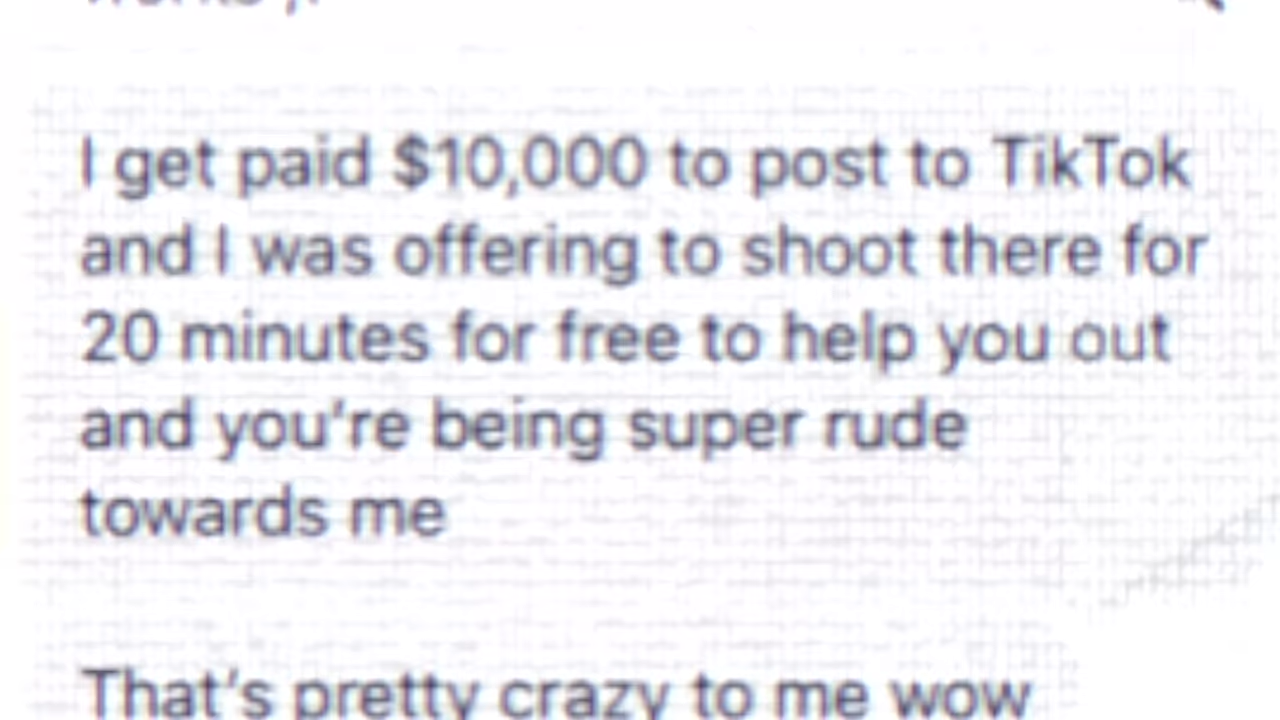 I get paid $10,000 to post to TikTok
and I was offering to shoot there for
20 minutes for free to help you out
and you're being super rude
towards me
That's pretty crazy to me wow